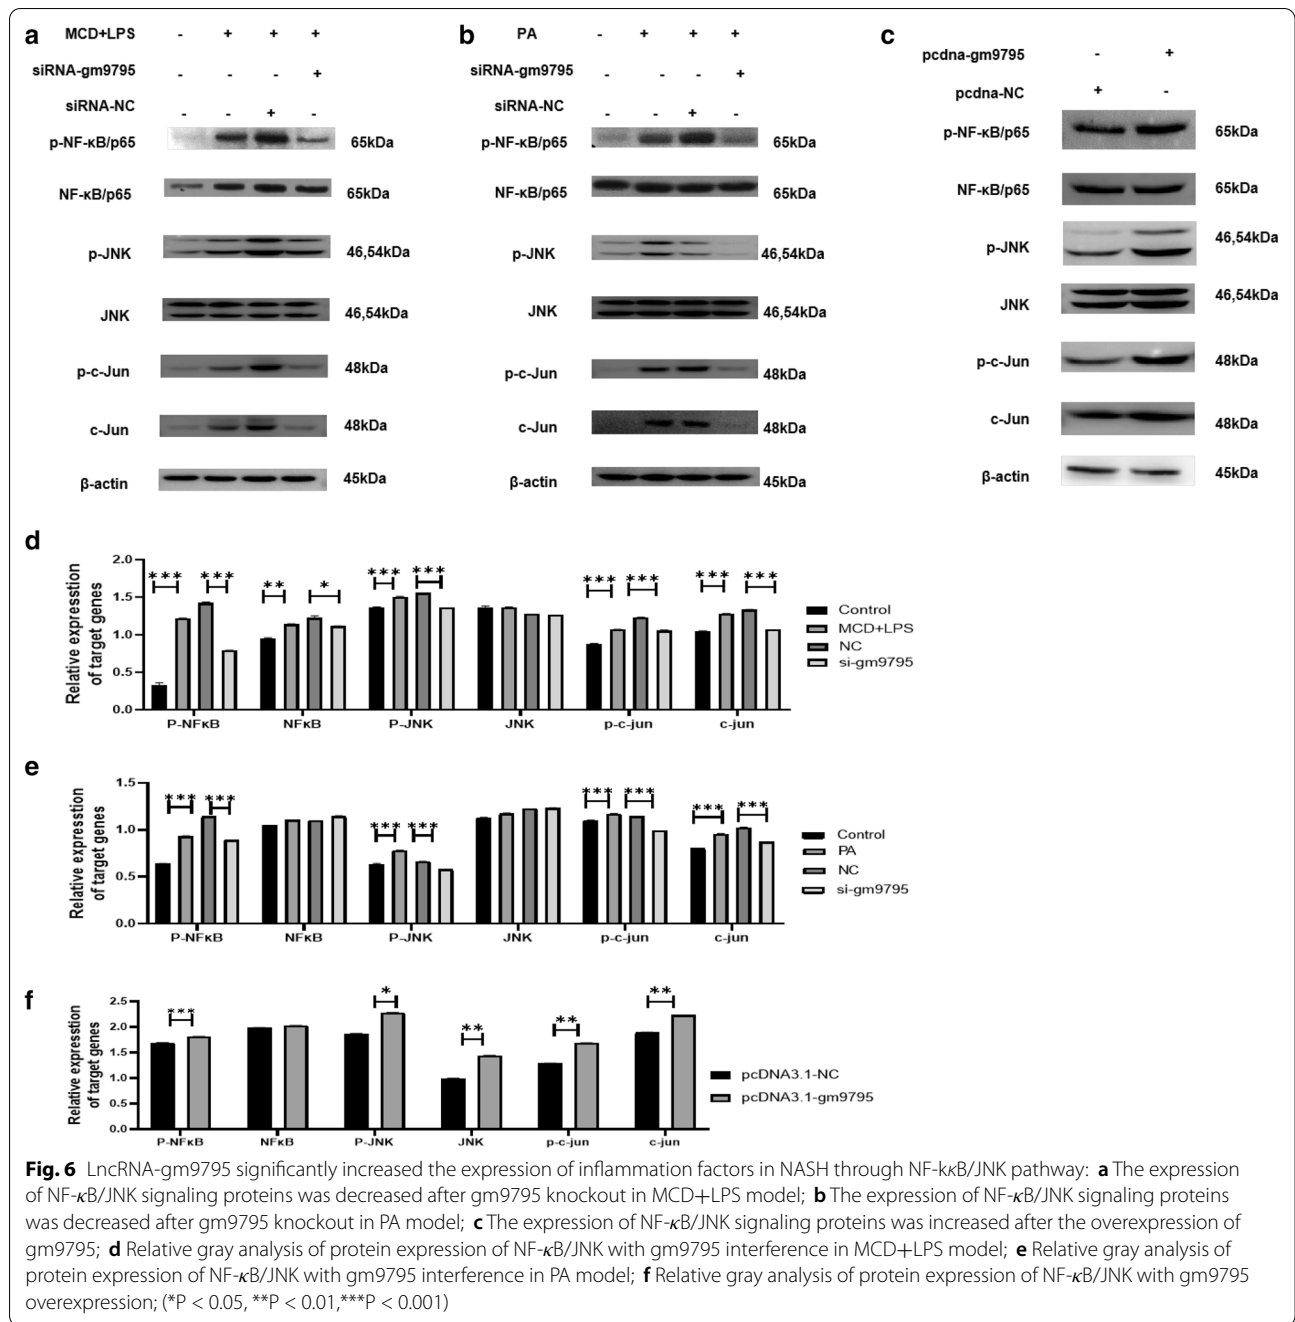 a
MCD+LPS - + + +
siRNA-gm9795 - - - +
siRNA-NC - - + -
p-NF-κB/p65 65kDa
NF-κB/p65 65kDa
p-JNK 46,54kDa
JNK 46,54kDa
p-c-Jun 48kDa
c-Jun 48kDa
β-actin 45kDa
b
PA - + + +
siRNA-gm9795 - - - +
siRNA-NC - - + -
p-NF-κB/p65 65kDa
NF-κB/p65 65kDa
p-JNK 46,54kDa
JNK 46,54kDa
p-c-Jun 48kDa
c-Jun 48kDa
β-actin 45kDa
c
pcdna-gm9795 - +
pcdna-NC + -
p-NF-κB/p65 65kDa
NF-κB/p65 65kDa
p-JNK 46,54kDa
JNK 46,54kDa
p-c-Jun 48kDa
c-Jun 48kDa
β-actin 45kDa
d
Relative expresstion
of target genes
2.0
1.5
1.0
0.5
0.0
*** *** ** * *** *** *** *** *** ***
P-NFκB NFκB P-JNK JNK p-c-jun c-jun
Control
MCD+LPS
NC
si-gm9795
e
Relative expression
of target genes
1.5
1.0
0.5
0.0
*** *** *** *** *** *** *** ***
P-NFκB NFκB P-JNK JNK p-c-jun c-jun
Control
PA
NC
si-gm9795
f
Relative expresstion
of target genes
2.5
2.0
1.5
1.0
0.5
0.0
*** * ** ** **
P-NFκB NFκB P-JNK JNK p-c-jun c-jun
pcDNA3.1-NC
pcDNA3.1-gm9795
Fig. 6 LncRNA-gm9795 significantly increased the expression of inflammation factors in NASH through NF-kκB/JNK pathway: a The expression
of NF-κB/JNK signaling proteins was decreased after gm9795 knockout in MCD+LPS model; b The expression of NF-κB/JNK signaling proteins
was decreased after gm9795 knockout in PA model; c The expression of NF-κB/JNK signaling proteins was increased after the overexpression of
gm9795; d Relative gray analysis of protein expression of NF-κB/JNK with gm9795 interference in MCD+LPS model; e Relative gray analysis of
protein expression of NF-κB/JNK with gm9795 interference in PA model; f Relative gray analysis of protein expression of NF-κB/JNK with gm9795
overexpression; (*P < 0.05, **P < 0.01,***P < 0.001)